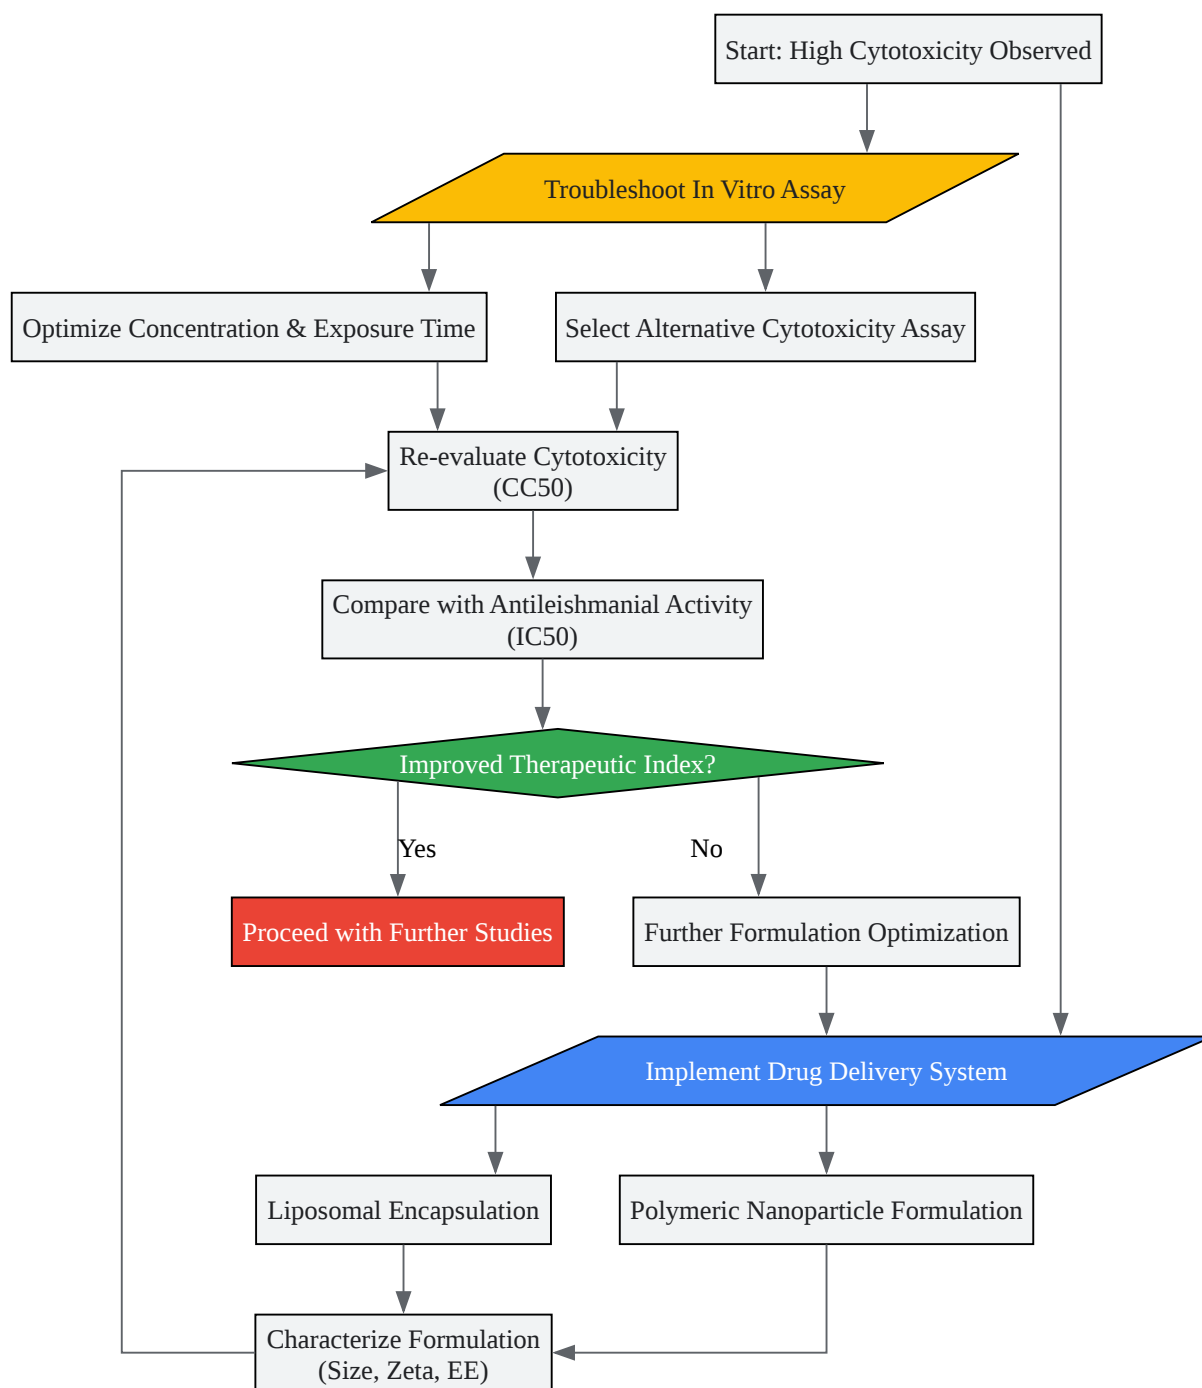 Start: High Cytotoxicity Observed
Troubleshoot In Vitro Assay
Optimize Concentration & Exposure Time
Select Alternative Cytotoxicity Assay
Re-evaluate Cytotoxicity
(CC50)
Compare with Antileishmanial Activity
(IC50)
Improved Therapeutic Index?
Yes
No
Proceed with Further Studies
Further Formulation Optimization
Implement Drug Delivery System
Liposomal Encapsulation
Polymeric Nanoparticle Formulation
Characterize Formulation
(Size, Zeta, EE)